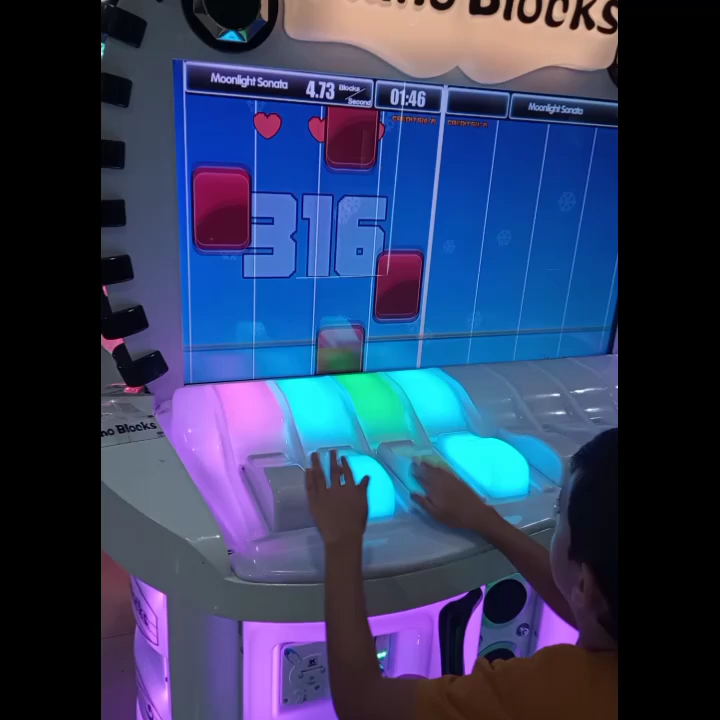 Blocks
Moonlight Sonata
4.73 Blocks
Second
01:46
Moonlight Sonata
316
Blocks